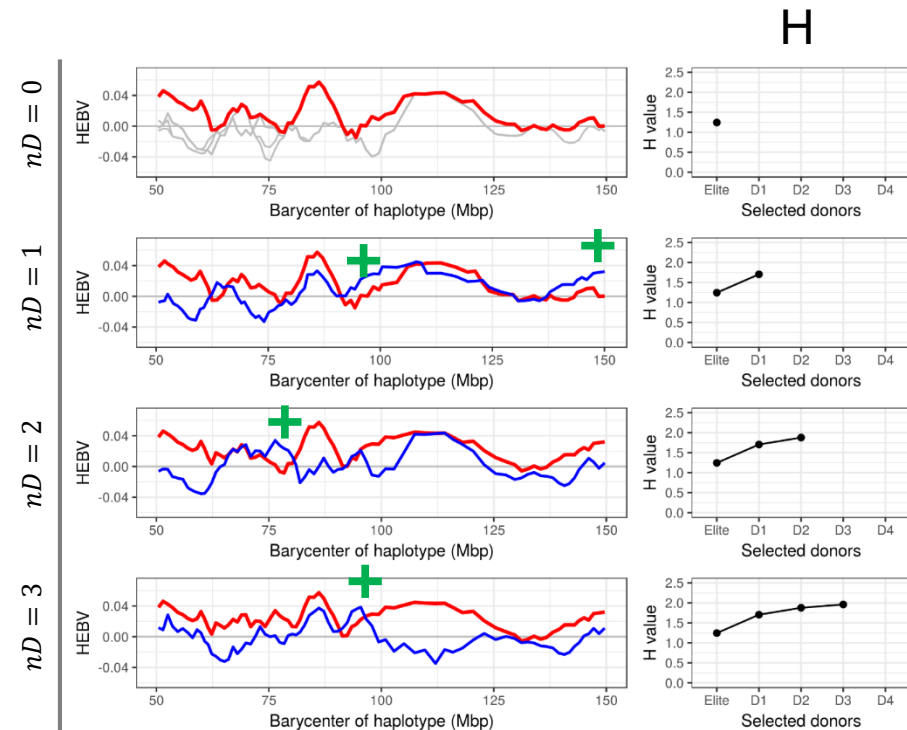 H
nD = 0
HEBV
0.04
0.00
-0.04
50
75
100
125
150
Barycenter of haplotype (Mbp)
H value
2.5
2.0
1.5
1.0
0.5
0.0
Elite
D1
D2
D3
D4
Selected donors
nD = 1
HEBV
0.04
0.00
-0.04
50
75
100
125
150
Barycenter of haplotype (Mbp)
H value
2.5
2.0
1.5
1.0
0.5
0.0
Elite
D1
D2
D3
D4
Selected donors
nD = 2
HEBV
0.04
0.00
-0.04
50
75
100
125
150
Barycenter of haplotype (Mbp)
H value
2.5
2.0
1.5
1.0
0.5
0.0
Elite
D1
D2
D3
D4
Selected donors
nD = 3
HEBV
0.04
0.00
-0.04
50
75
100
125
150
Barycenter of haplotype (Mbp)
H value
2.5
2.0
1.5
1.0
0.5
0.0
Elite
D1
D2
D3
D4
Selected donors